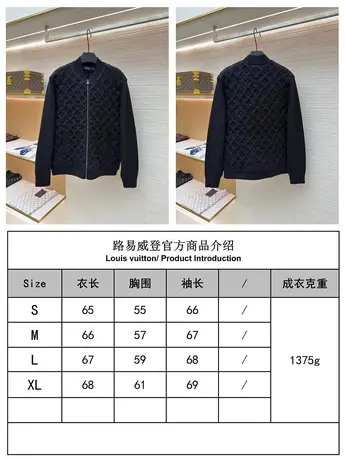 路易威登官方商品介绍
Louis vuitton/ Product Introduction
Size 衣长 胸围 袖长 / 成衣克重
S 65 55 66 /
M 66 57 67 /
L 67 59 68 / 1375g
XL 68 61 69 /